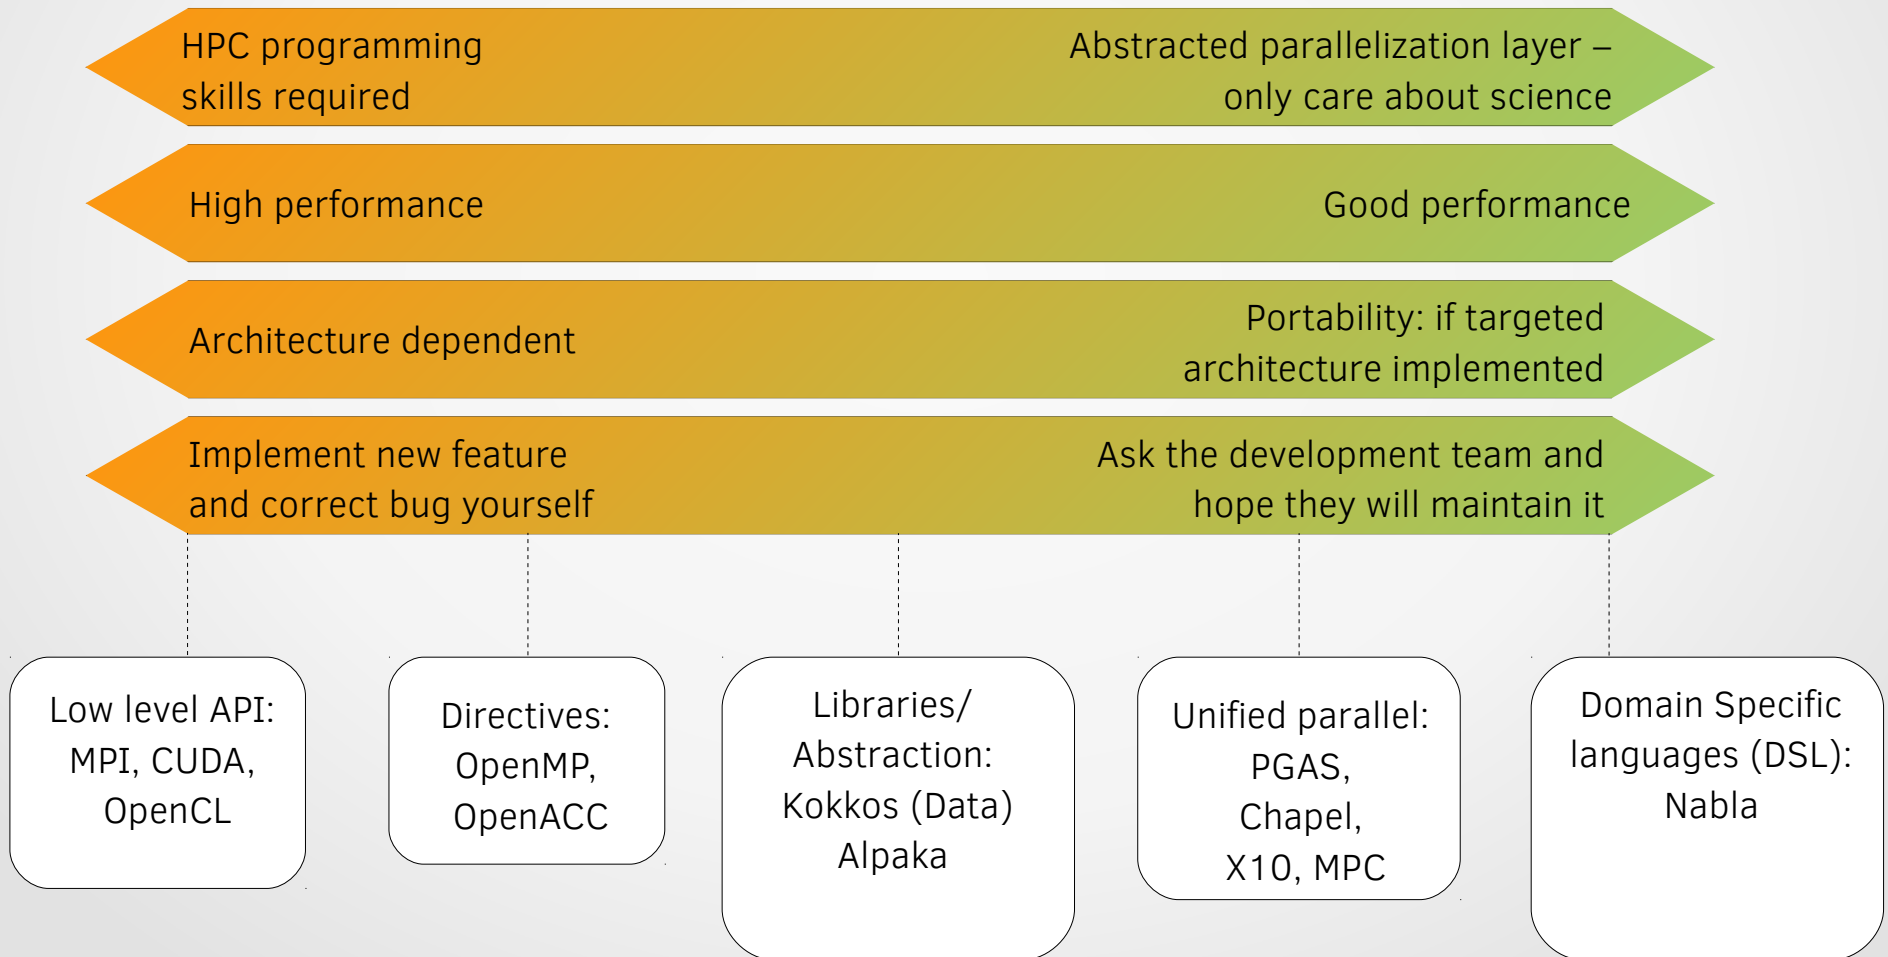 HPC programming
skills required
Abstracted parallelization layer –
only care about science
High performance
Good performance
Architecture dependent
Portability: if targeted
architecture implemented
Implement new feature
and correct bug yourself
Ask the development team and
hope they will maintain it
Low level API:
MPI, CUDA,
OpenCL
Directives:
OpenMP,
OpenACC
Libraries/
Abstraction:
Kokkos (Data)
Alpaka
Unified parallel:
PGAS,
Chapel,
X10, MPC
Domain Specific
languages (DSL):
Nabla